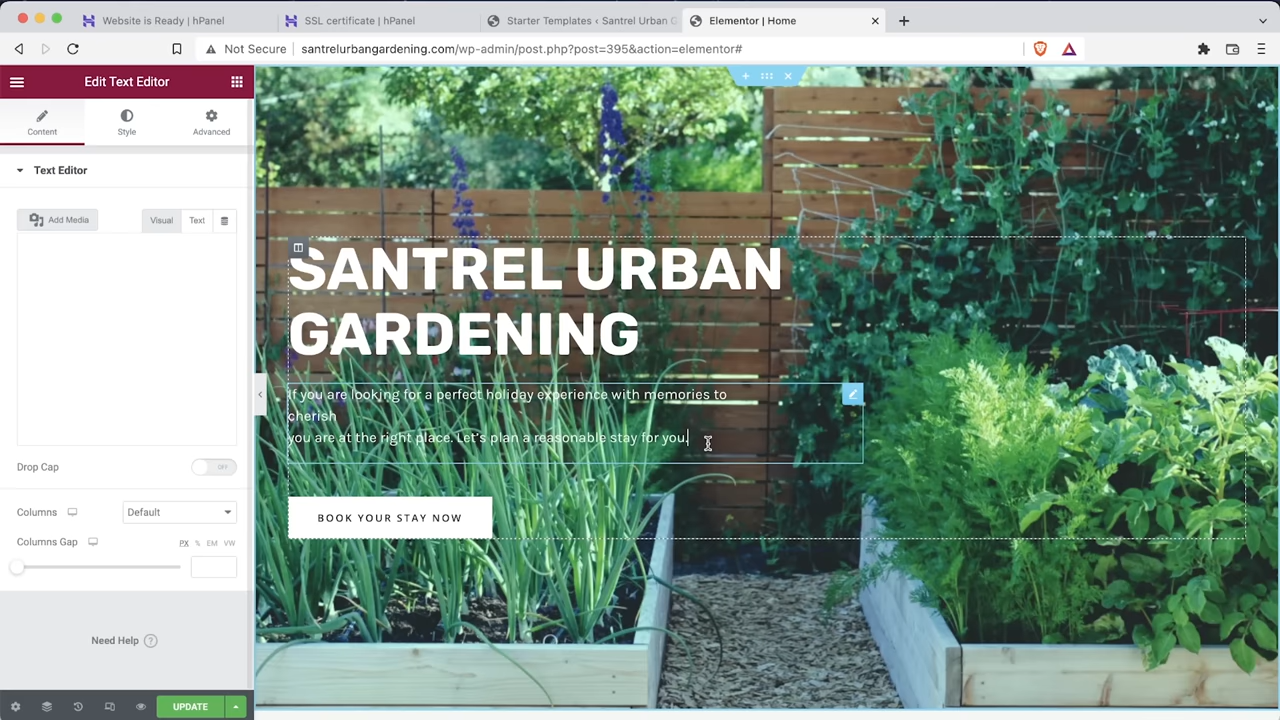 Website is Ready | hPanel
SSL certificate | hPanel
Starter Templates ‹ Santrel Urban G
Elementor | Home
Not Secure
santrelurbangardening.com/wp-admin/post.php?post=395&action=elementor#
Edit Text Editor
Content
Style
Advanced
Text Editor
Add Media
Visual
Text
Drop Cap
OFF
Columns
Default
Columns Gap
PX % EM VW
Need Help ?
UPDATE
SANTREL URBAN
GARDENING
If you are looking for a perfect holiday experience with memories to
cherish
you are at the right place. Let's plan a reasonable stay for you.
BOOK YOUR STAY NOW